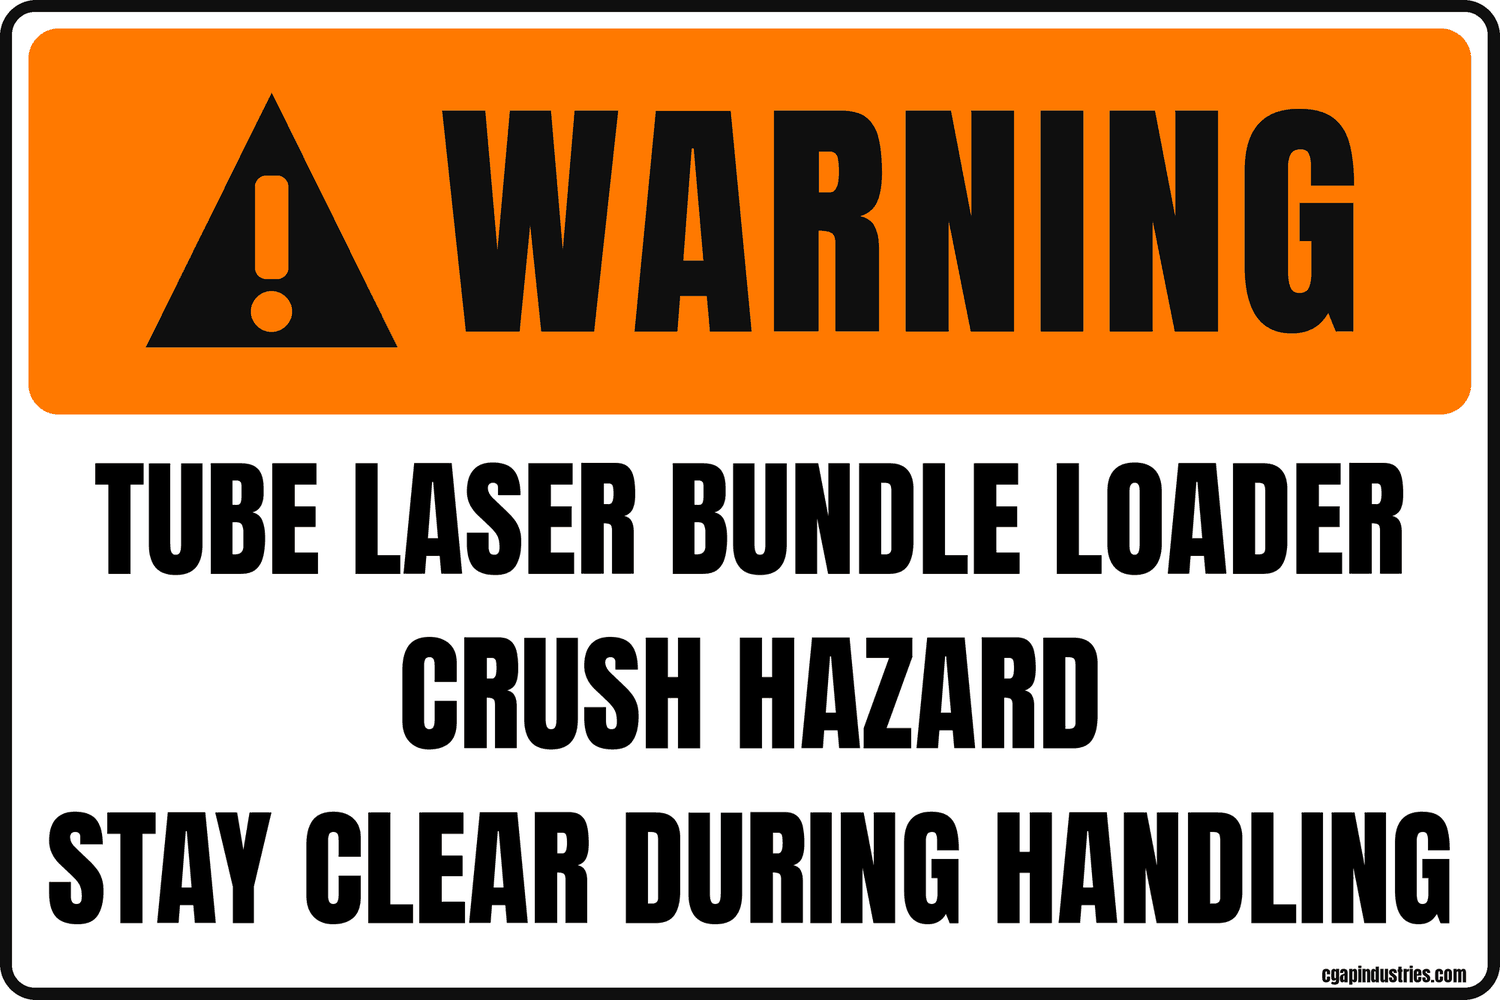 WARNING
TUBE LASER BUNDLE LOADER
CRUSH HAZARD
STAY CLEAR DURING HANDLING
cgapindustries.com